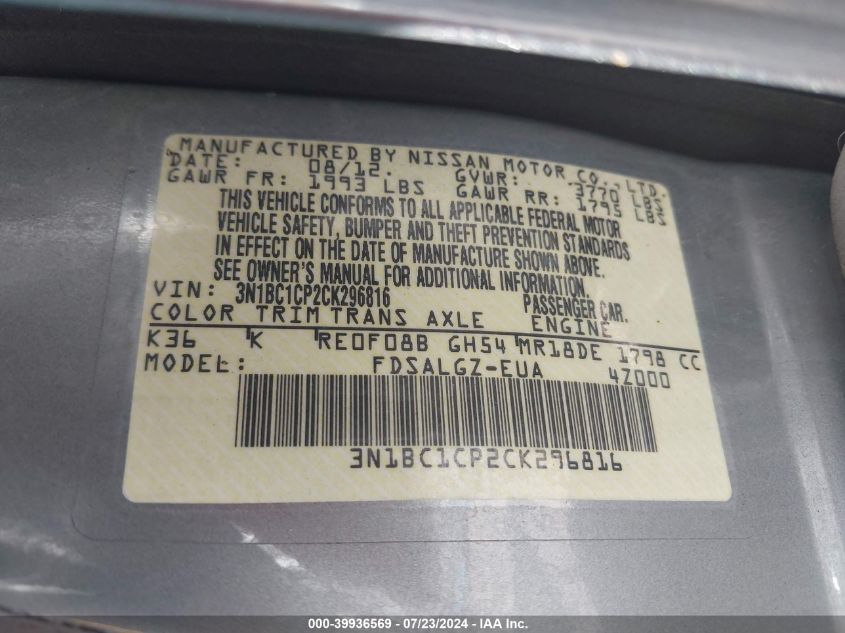 MANUFACTURED BY NISSAN MOTOR CO., LTD.
DATE: 08/12. GVWR: 3770 LBS
GAWR FR: 1993 LBS GAWR RR: 1795 LBS
THIS VEHICLE CONFORMS TO ALL APPLICABLE FEDERAL MOTOR
VEHICLE SAFETY, BUMPER AND THEFT PREVENTION STANDARDS
IN EFFECT ON THE DATE OF MANUFACTURE SHOWN ABOVE.
SEE OWNER'S MANUAL FOR ADDITIONAL INFORMATION.
VIN: 3N1BC1CP2CK296816 PASSENGER CAR.
COLOR TRIM TRANS AXLE ENGINE
K36 K RE0F08B GH54 MR18DE 1798 CC
MODEL: FDSALGZ-EUA 4Z000
3N1BC1CP2CK296816
000-39936569 - 07/23/2024 - IAA Inc.